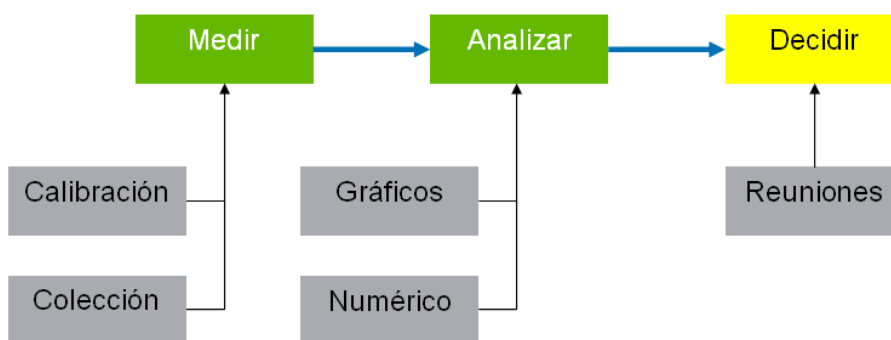 Medir
Analizar
Decidir
Calibración
Gráficos
Reuniones
Colección
Numérico